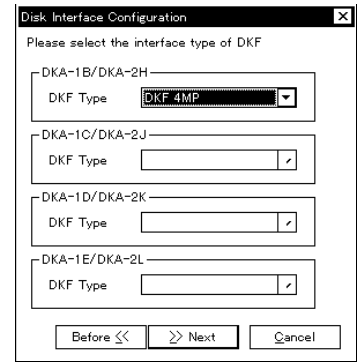 Disk Interface Configuration
Please select the interface type of DKF
DKA-1B/DKA-2H
DKF Type DKF 4MP
DKA-1C/DKA-2J
DKF Type
DKA-1D/DKA-2K
DKF Type
DKA-1E/DKA-2L
DKF Type
Before << >> Next Cancel